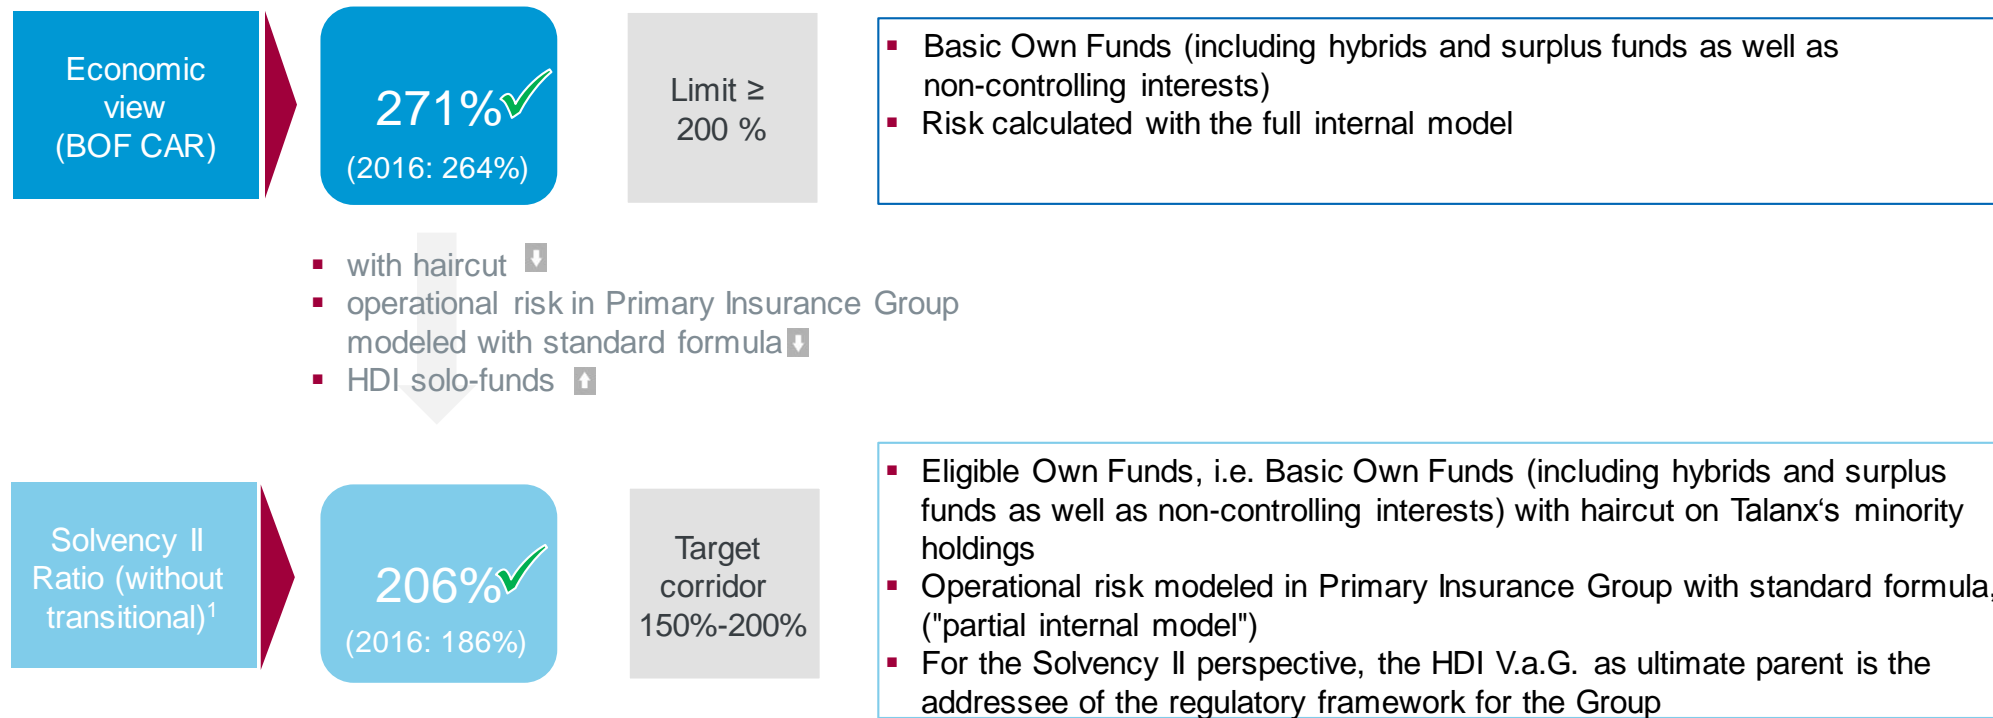 Economic
view
(BOF CAR)
271%
(2016: 264%)
Limit ≥
200 %
▪ Basic Own Funds (including hybrids and surplus funds as well as
non-controlling interests)
▪ Risk calculated with the full internal model
▪ with haircut
▪ operational risk in Primary Insurance Group
modeled with standard formula
▪ HDI solo-funds
Solvency II
Ratio (without
transitional)¹
206%
(2016: 186%)
Target
corridor
150%-200%
▪ Eligible Own Funds, i.e. Basic Own Funds (including hybrids and surplus
funds as well as non-controlling interests) with haircut on Talanx‘s minority
holdings
▪ Operational risk modeled in Primary Insurance Group with standard formula,
("partial internal model")
▪ For the Solvency II perspective, the HDI V.a.G. as ultimate parent is the
addressee of the regulatory framework for the Group